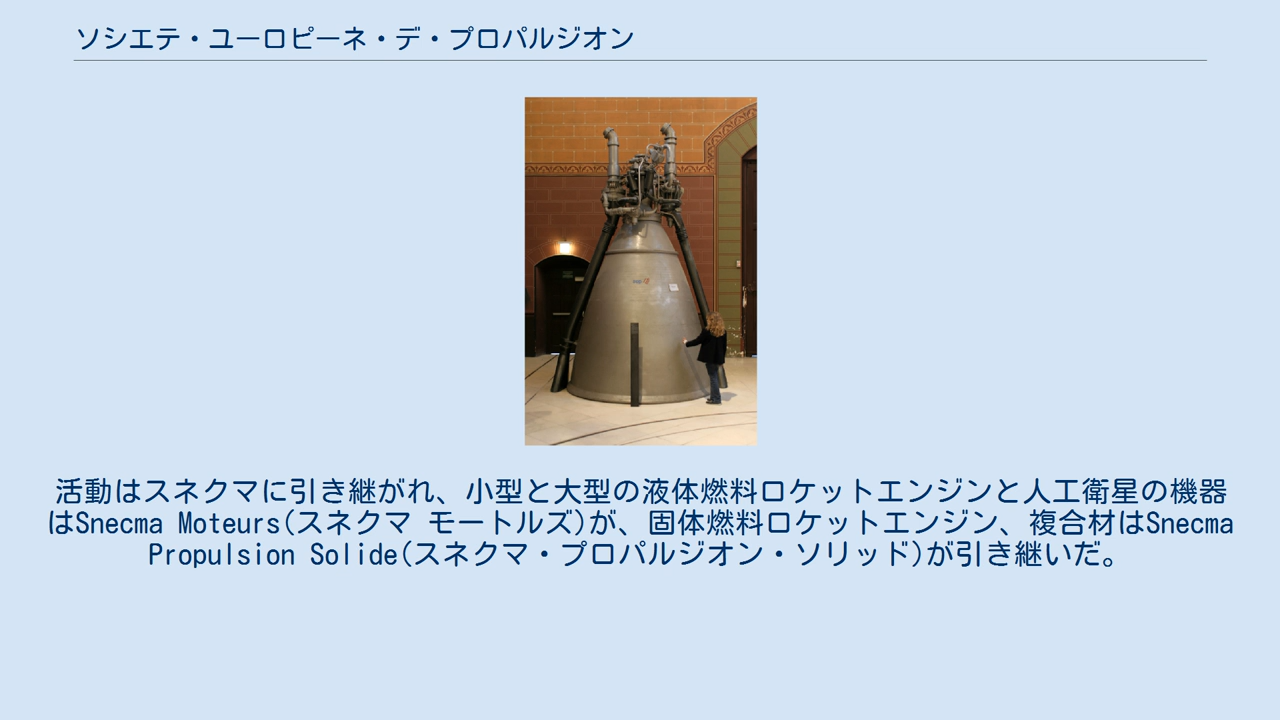 ソシエテ・ユーロピーネ・デ・プロパルジオン
活動はスネクマに引き継がれ、小型と大型の液体燃料ロケットエンジンと人工衛星の機器
はSnecma Moteurs(スネクマ モートルズ)が、固体燃料ロケットエンジン、複合材はSnecma
Propulsion Solide(スネクマ・プロパルジオン・ソリッド)が引き継いだ。